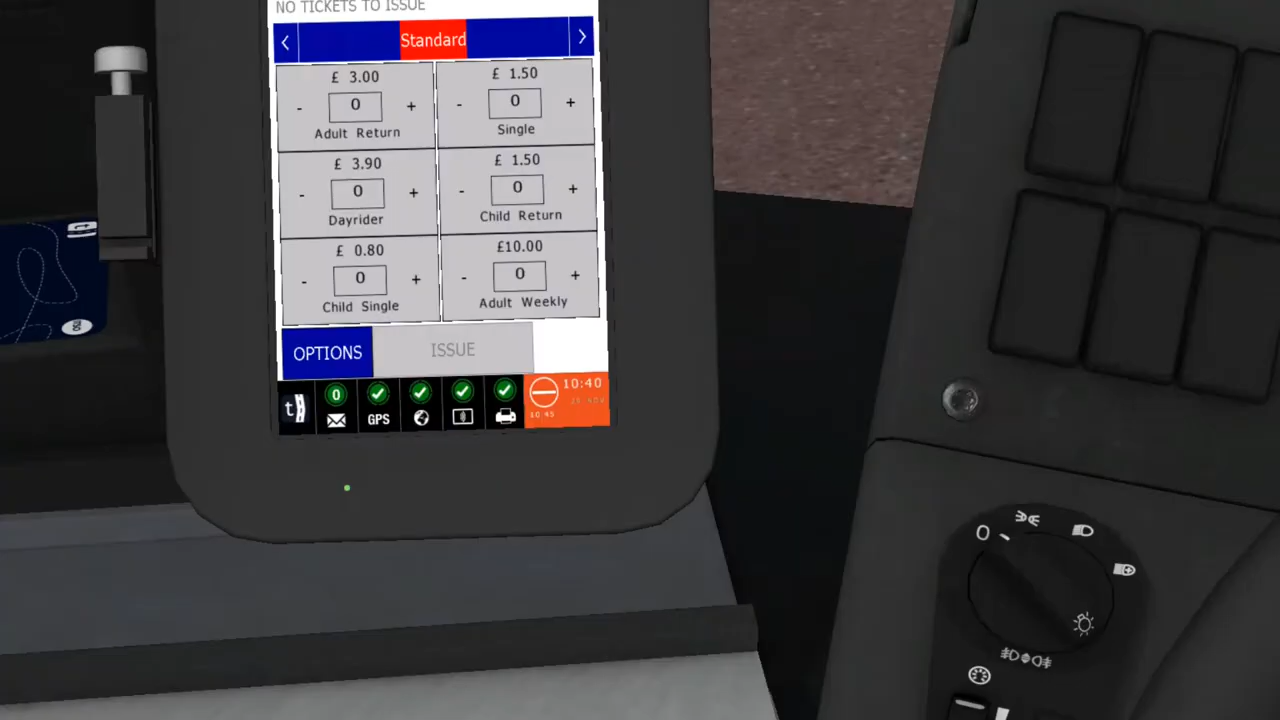 NO TICKETS TO ISSUE
< Standard >
£ 3.00
£ 1.50
- 0 +
- 0 +
Adult Return
Single
£ 3.90
£ 1.50
- 0 +
- 0 +
Dayrider
Child Return
£ 0.80
£10.00
- 0 +
- 0 +
Child Single
Adult Weekly
OPTIONS
ISSUE
0
10:40
t
GPS
10:45
0